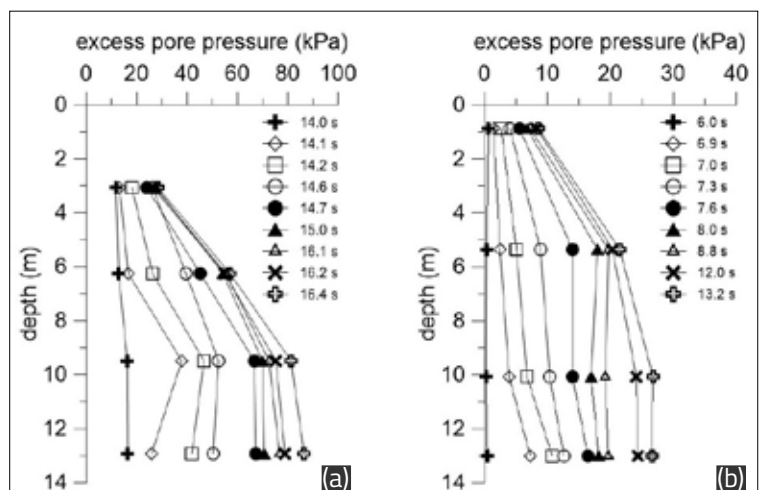 excess pore pressure (kPa)
0 20 40 60 80 100
0
2
4
6
8
10
12
14
depth (m)
14.0 s
14.1 s
14.2 s
14.6 s
14.7 s
15.0 s
16.1 s
16.2 s
16.4 s
(a)
excess pore pressure (kPa)
0 10 20 30 40
0
2
4
6
8
10
12
14
depth (m)
6.0 s
6.9 s
7.0 s
7.3 s
7.6 s
8.0 s
8.8 s
12.0 s
13.2 s
(b)